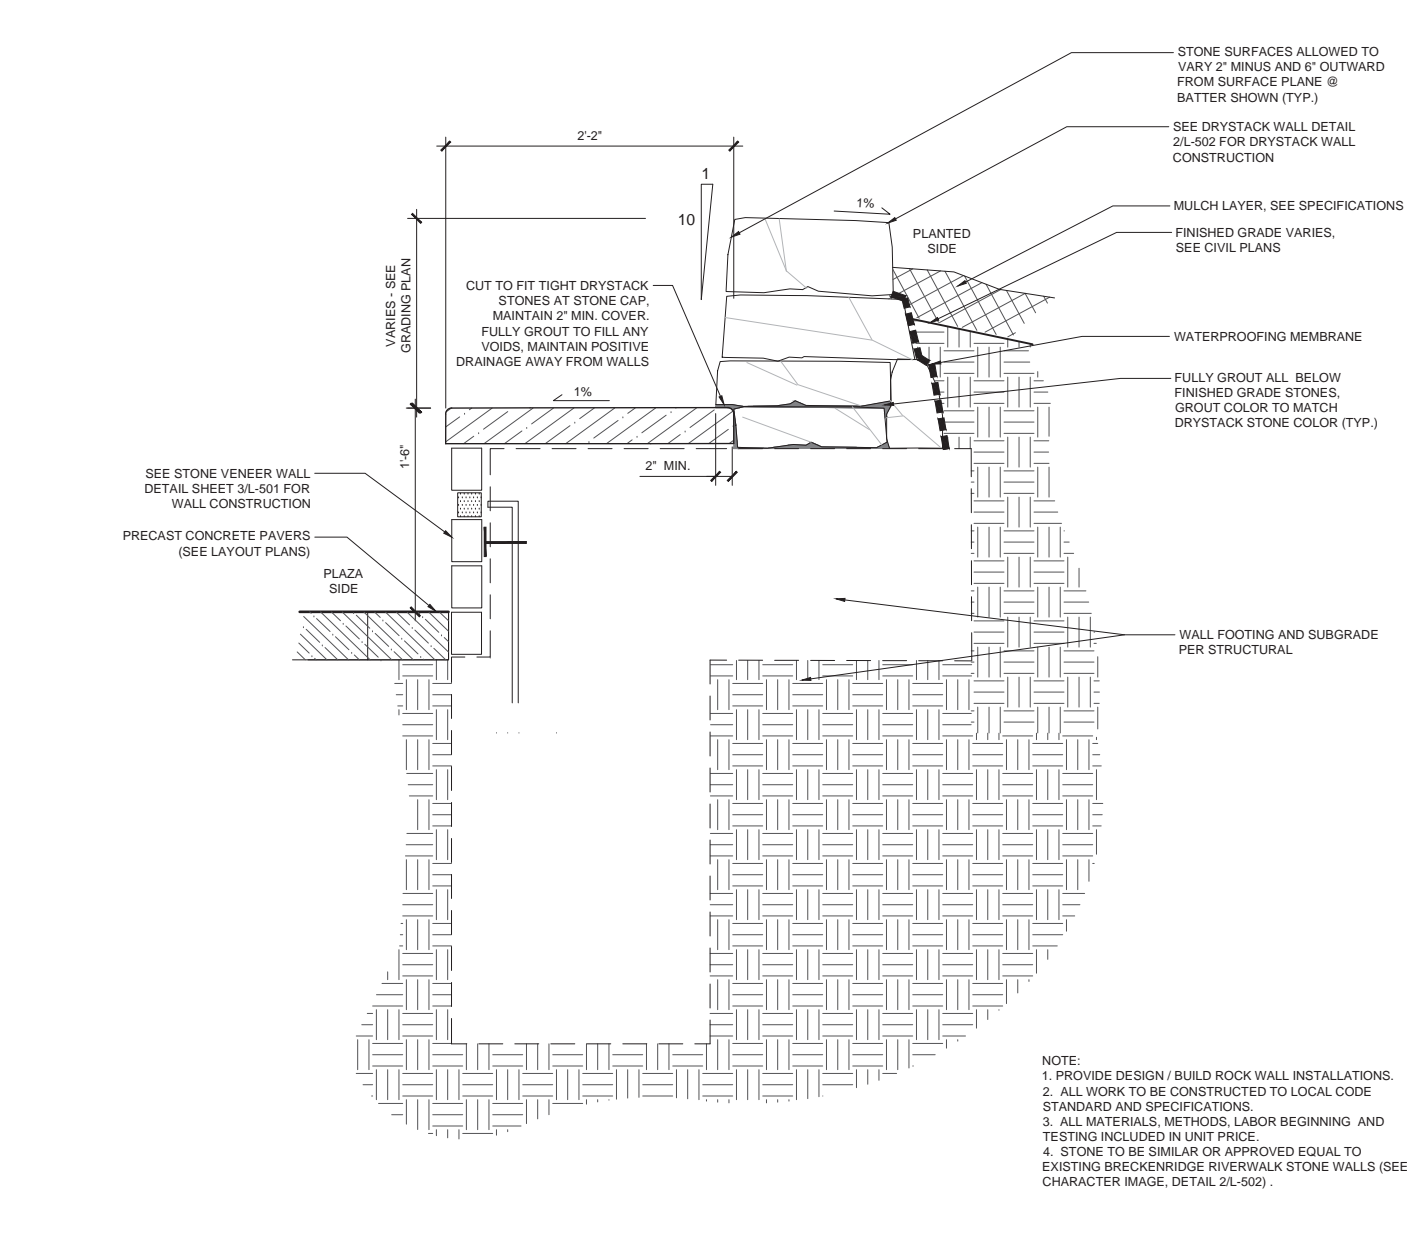 STONE SURFACES ALLOWED TO
VARY 2" MINUS AND 6" OUTWARD
FROM SURFACE PLANE @
BATTER SHOWN (TYP.)
2'-2"
SEE DRYSTACK WALL DETAIL
2/L-502 FOR DRYSTACK WALL
CONSTRUCTION
1
10
1%
MULCH LAYER, SEE SPECIFICATIONS
PLANTED
SIDE
FINISHED GRADE VARIES,
SEE CIVIL PLANS
VARIES - SEE
GRADING PLAN
CUT TO FIT TIGHT DRYSTACK
STONES AT STONE CAP,
MAINTAIN 2" MIN. COVER.
FULLY GROUT TO FILL ANY
VOIDS, MAINTAIN POSITIVE
DRAINAGE AWAY FROM WALLS
WATERPROOFING MEMBRANE
1%
FULLY GROUT ALL BELOW
FINISHED GRADE STONES,
GROUT COLOR TO MATCH
DRYSTACK STONE COLOR (TYP.)
1'-6"
2" MIN.
SEE STONE VENEER WALL
DETAIL SHEET 3/L-501 FOR
WALL CONSTRUCTION
PRECAST CONCRETE PAVERS
(SEE LAYOUT PLANS)
PLAZA
SIDE
WALL FOOTING AND SUBGRADE
PER STRUCTURAL
NOTE:
1. PROVIDE DESIGN / BUILD ROCK WALL INSTALLATIONS.
2. ALL WORK TO BE CONSTRUCTED TO LOCAL CODE
STANDARD AND SPECIFICATIONS.
3. ALL MATERIALS, METHODS, LABOR BEGINNING AND
TESTING INCLUDED IN UNIT PRICE.
4. STONE TO BE SIMILAR OR APPROVED EQUAL TO
EXISTING BRECKENRIDGE RIVERWALK STONE WALLS (SEE
CHARACTER IMAGE, DETAIL 2/L-502) .